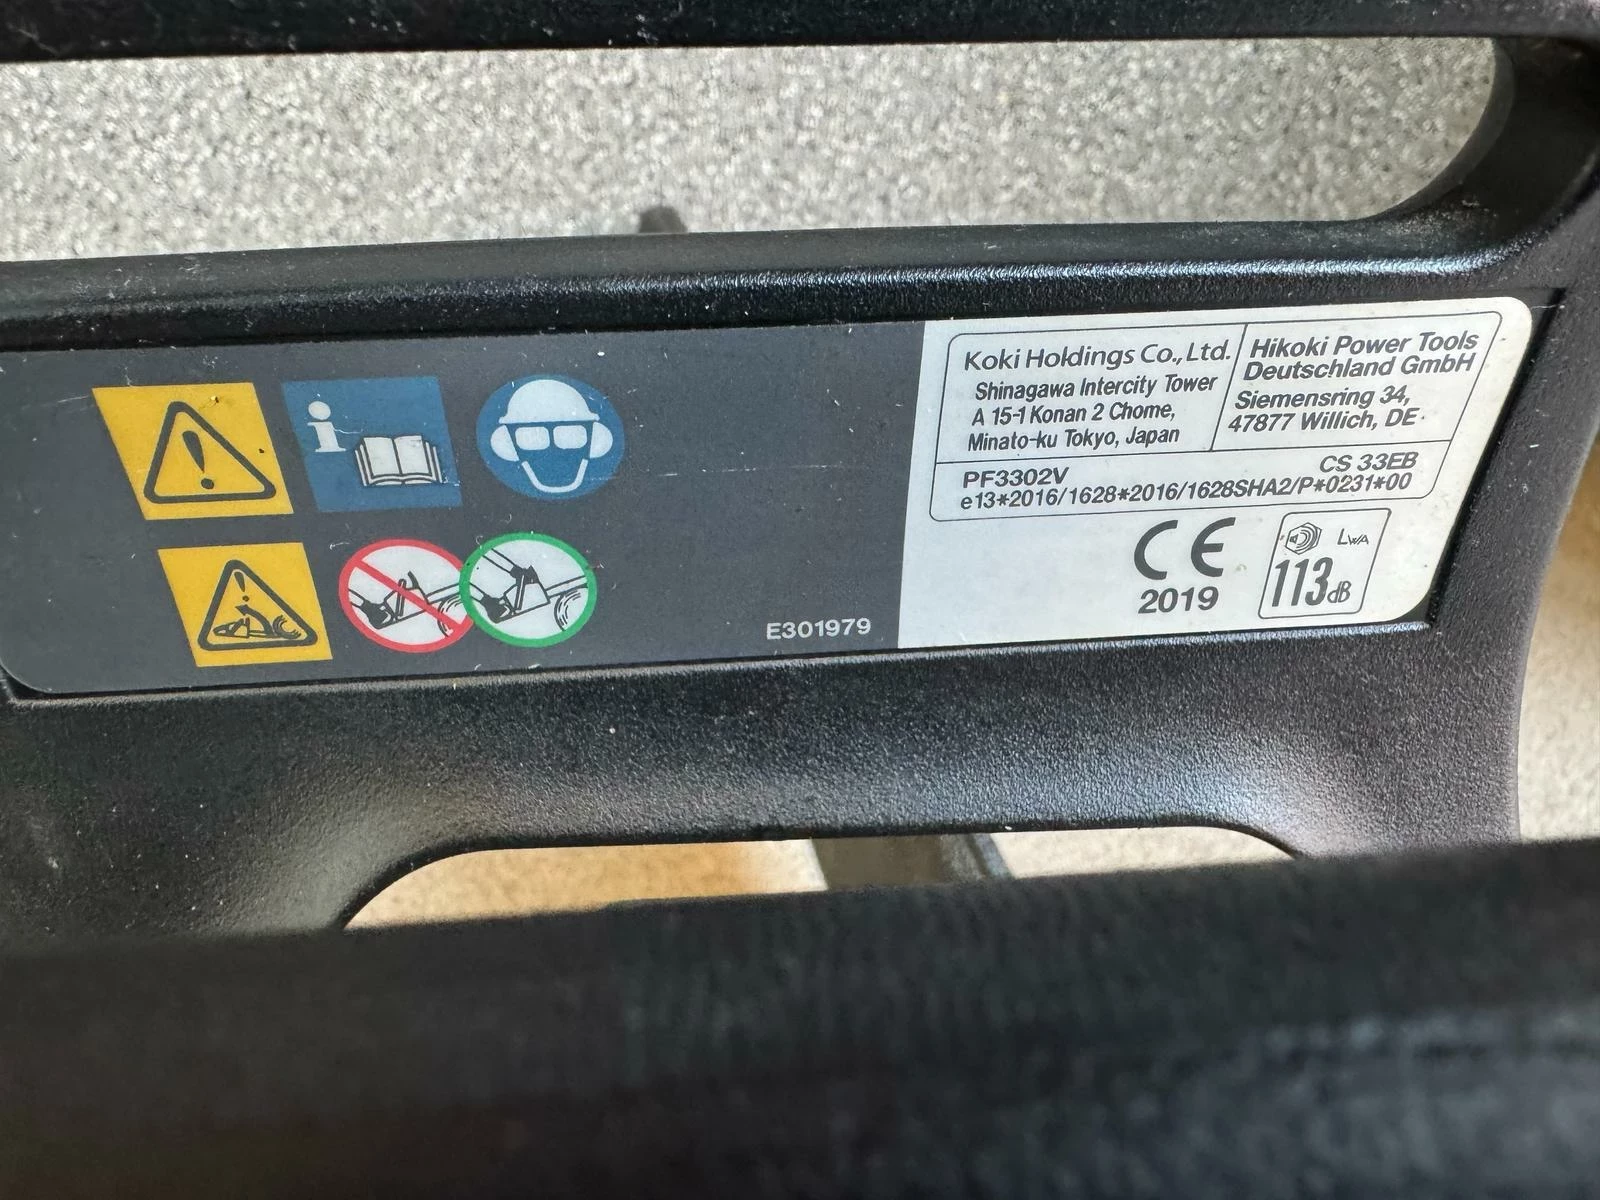 E301979
Koki Holdings Co., Ltd.
Shinagawa Intercity Tower
A 15-1 Konan 2 Chome,
Minato-ku Tokyo, Japan
Hikoki Power Tools
Deutschland GmbH
Siemensring 34,
47877 Willich, DE
PF3302V
CS 33EB
e13*2016/1628*2016/1628SHA2/P*0231*00
CE
2019
LWA
113dB